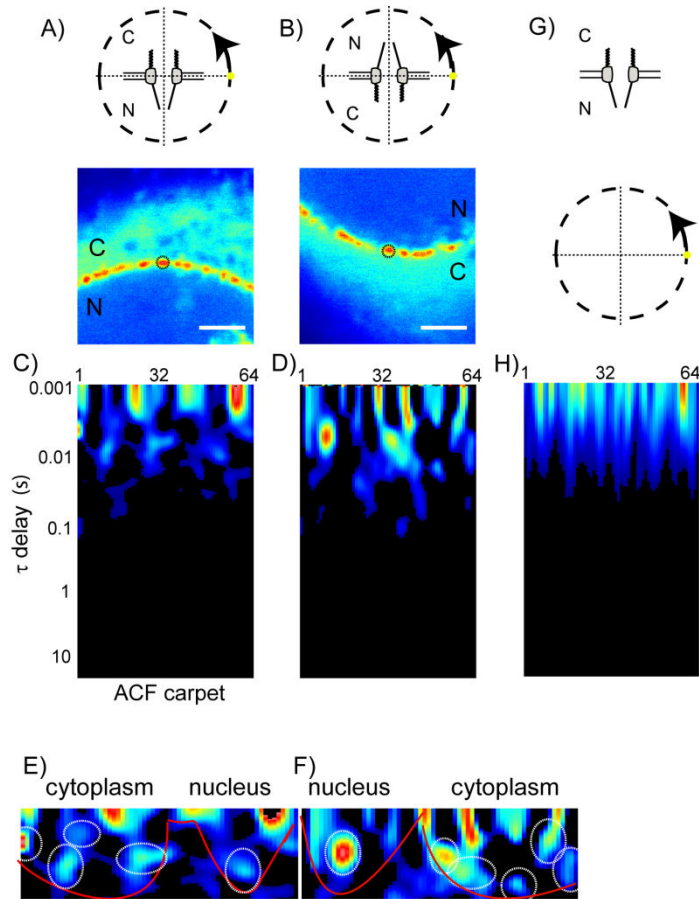 A)
B)
G)
C
N
N
C
C
N
C
N
N
C
C)
1 32 64
D)
1 32 64
H)
1 32 64
0.001
0.01
0.1
1
10
τ delay (s)
ACF carpet
E)
cytoplasm nucleus
F)
nucleus cytoplasm